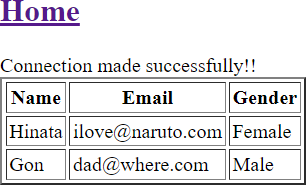 Home
Connection made successfully!!
Name Email Gender
Hinata ilove@naruto.com Female
Gon dad@where.com Male